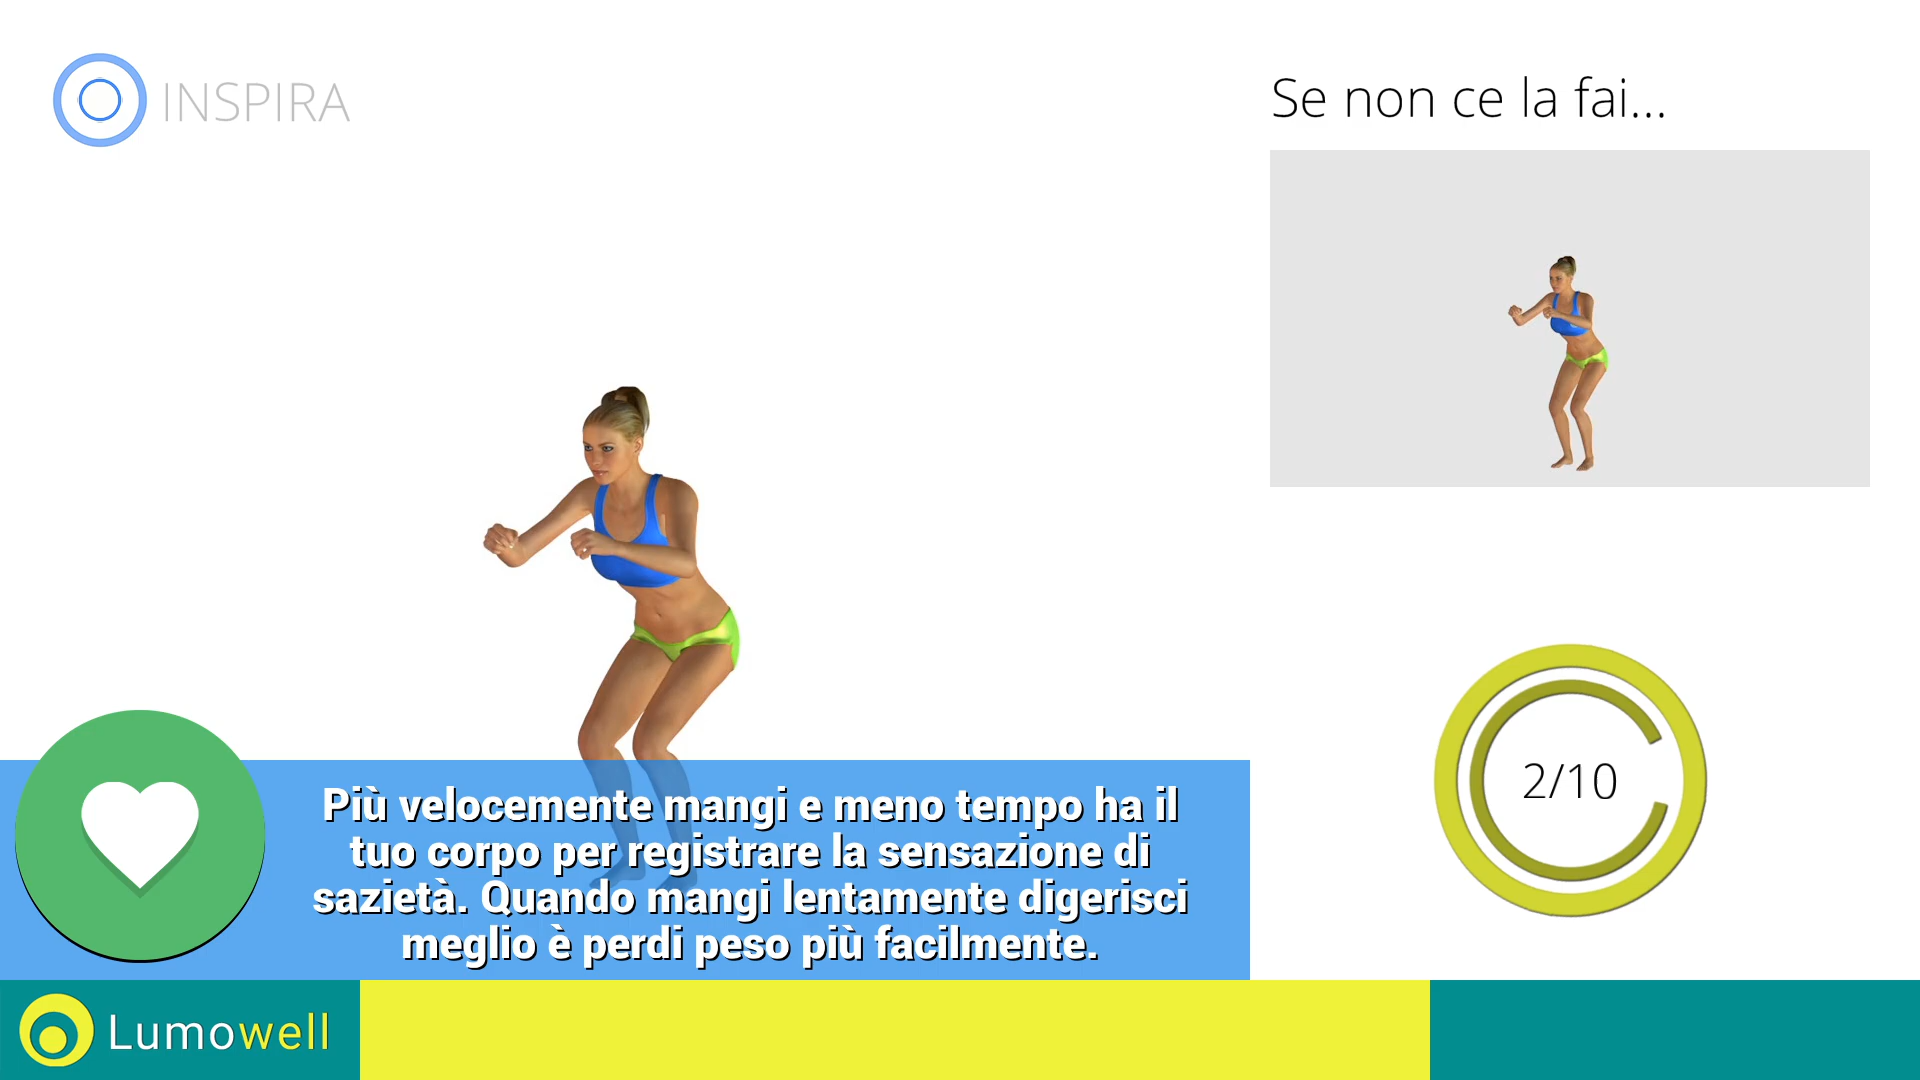 INSPIRA
Se non ce la fai...
2/10
Più velocemente mangi e meno tempo ha il
tuo corpo per registrare la sensazione di
sazietà. Quando mangi lentamente digerisci
meglio è perdi peso più facilmente.
Lumowell